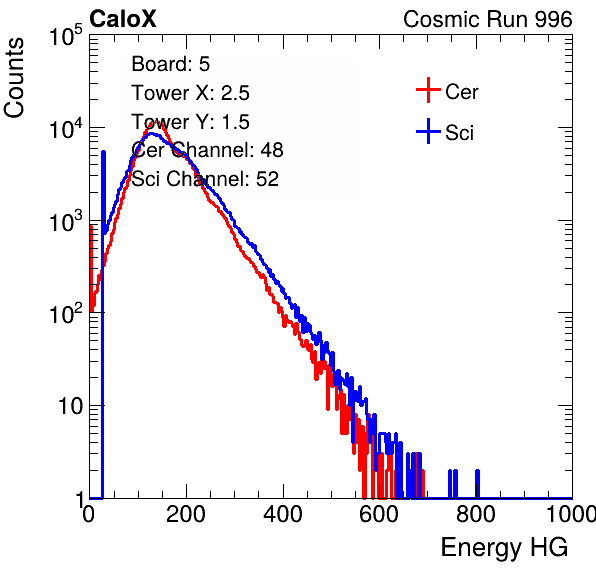 CaloX Cosmic Run 996
Counts
10^5
10^4
10^3
10^2
10
1
Board: 5
Tower X: 2.5
Tower Y: 1.5
Cer Channel: 48
Sci Channel: 52
Cer
Sci
0 200 400 600 800 1000
Energy HG